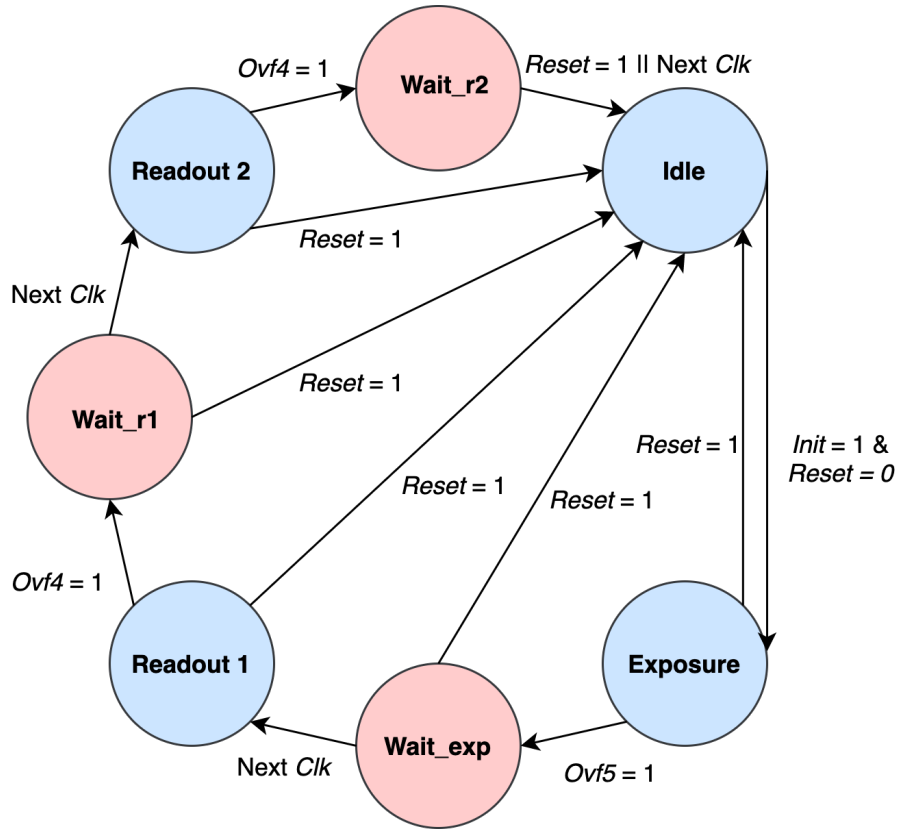 Ovf4 = 1
Wait_r2
Reset = 1 || Next Clk
Readout 2
Idle
Reset = 1
Next Clk
Reset = 1
Wait_r1
Reset = 1
Init = 1 &
Reset = 0
Reset = 1
Reset = 1
Ovf4 = 1
Readout 1
Exposure
Wait_exp
Next Clk
Ovf5 = 1